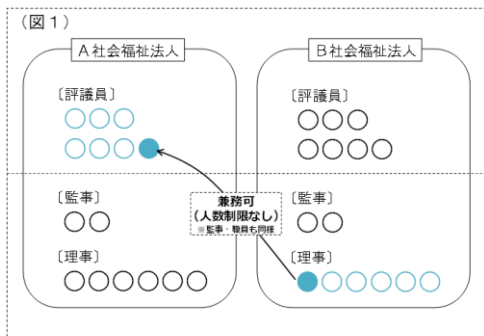 （図１）
Ａ社会福祉法人
〔評議員〕
〔監事〕
〔理事〕
Ｂ社会福祉法人
〔評議員〕
〔監事〕
〔理事〕
兼務可
（人数制限なし）
※監事・職員も同様